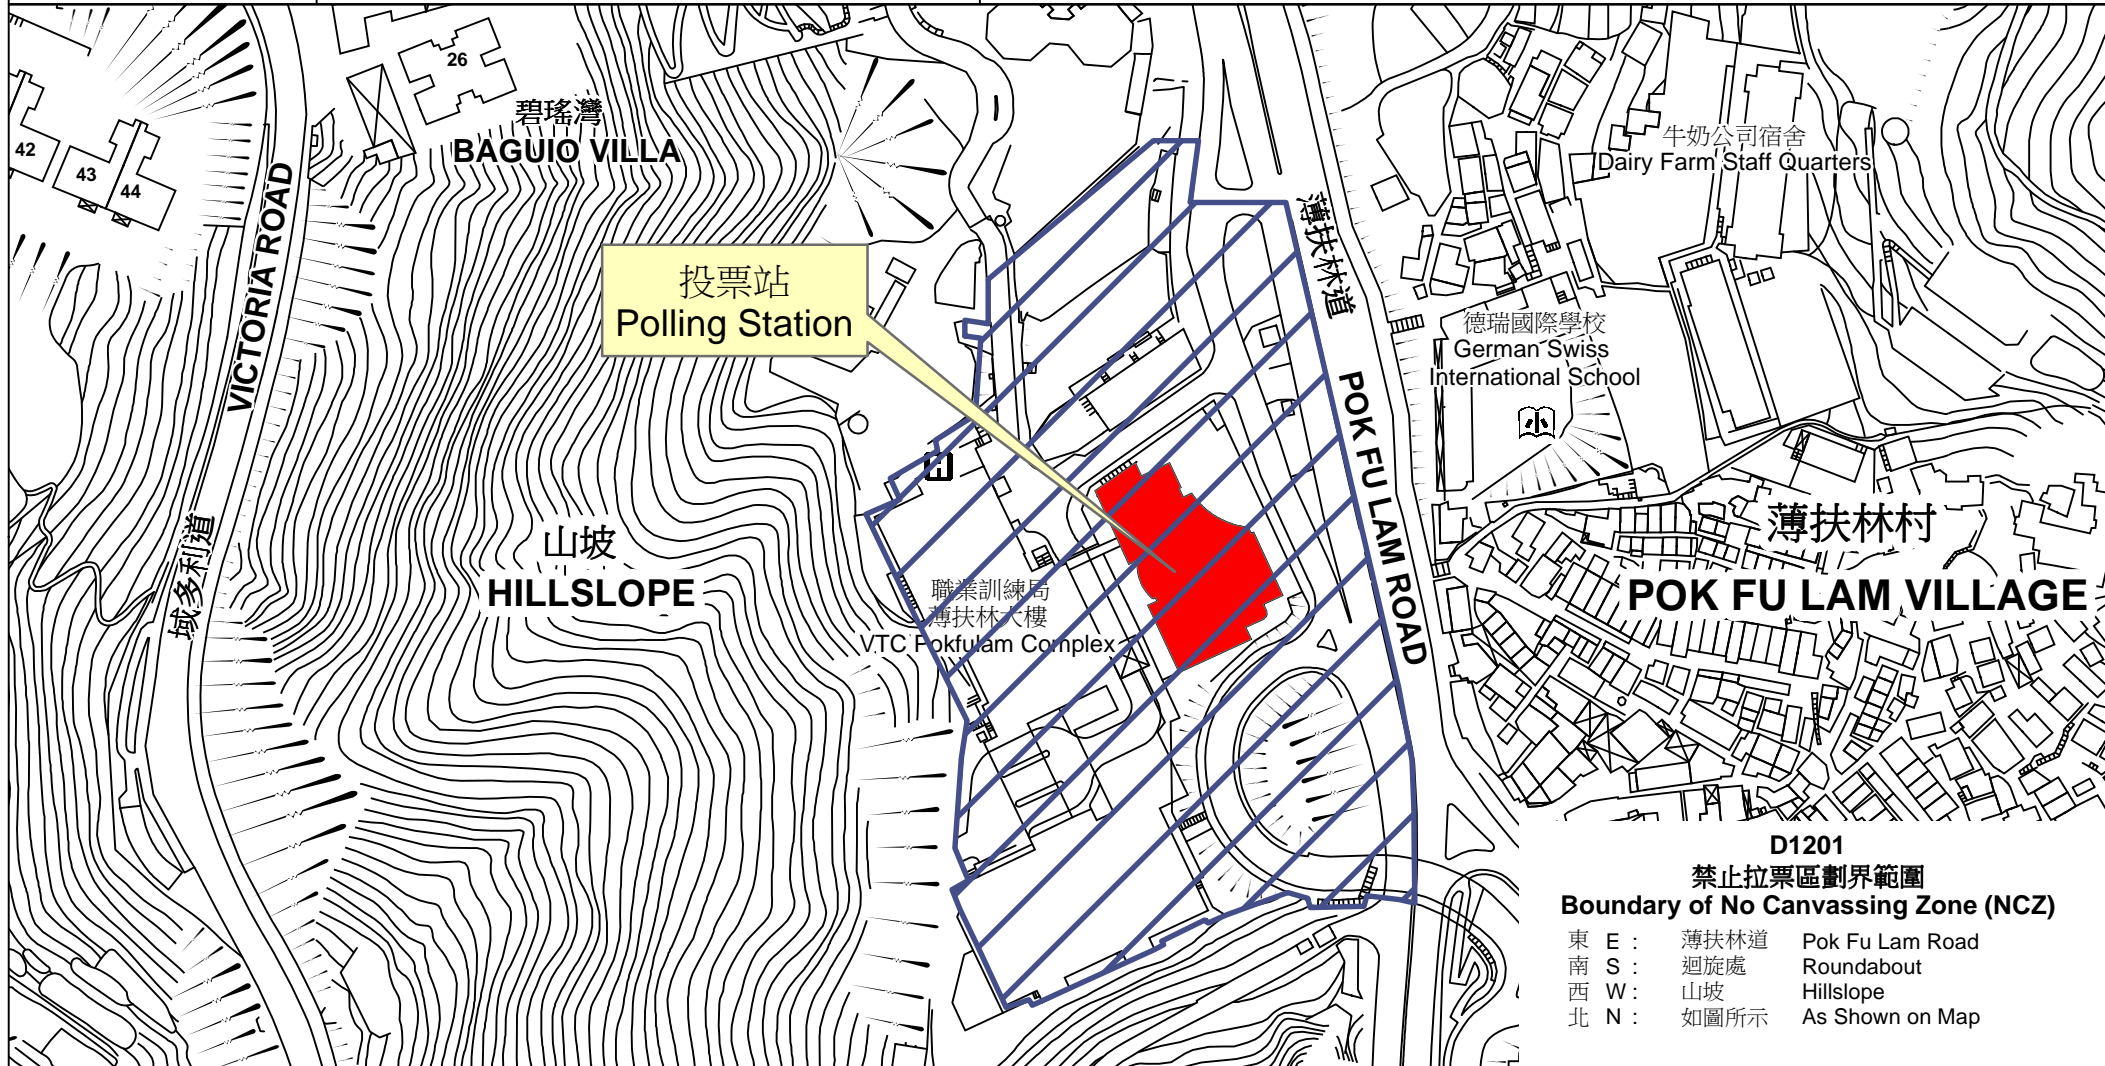 26
碧瑤灣
BAGUIO VILLA
42
43
44
VICTORIA ROAD
域多利道
投票站
Polling Station
山坡
HILLSLOPE
職業訓練局
薄扶林大樓
VTC Pokfulam Complex
H
薄扶林道
POK FU LAM ROAD
牛奶公司宿舍
Dairy Farm Staff Quarters
德瑞國際學校
German Swiss
International School
小
薄扶林村
POK FU LAM VILLAGE
D1201
禁止拉票區劃界範圍
Boundary of No Canvassing Zone (NCZ)
東 E : 薄扶林道 Pok Fu Lam Road
南 S : 迴旋處 Roundabout
西 W : 山坡 Hillslope
北 N : 如圖所示 As Shown on Map